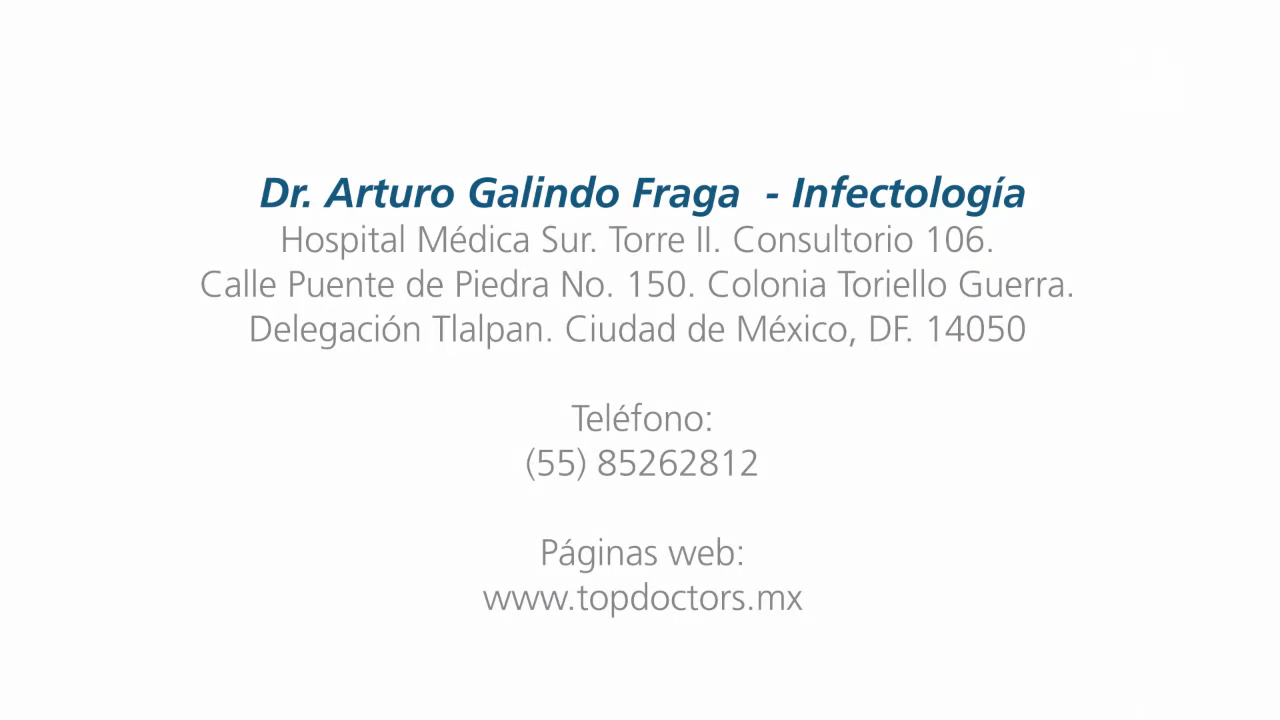 Dr. Arturo Galindo Fraga - Infectología
Hospital Médica Sur. Torre II. Consultorio 106.
Calle Puente de Piedra No. 150. Colonia Toriello Guerra.
Delegación Tlalpan. Ciudad de México, DF. 14050
Teléfono:
(55) 85262812
Páginas web:
www.topdoctors.mx